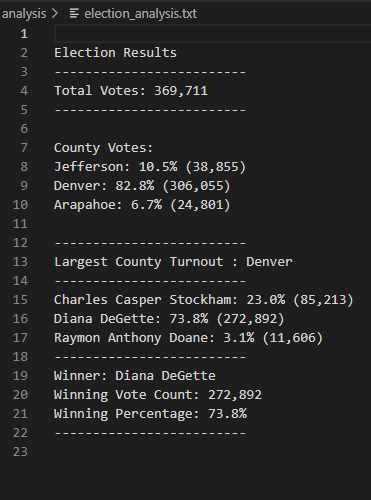 analysis > election_analysis.txt
1
2 Election Results
3 -------------------------
4 Total Votes: 369,711
5 -------------------------
6
7 County Votes:
8 Jefferson: 10.5% (38,855)
9 Denver: 82.8% (306,055)
10 Arapahoe: 6.7% (24,801)
11
12 -------------------------
13 Largest County Turnout : Denver
14 -------------------------
15 Charles Casper Stockham: 23.0% (85,213)
16 Diana DeGette: 73.8% (272,892)
17 Raymon Anthony Doane: 3.1% (11,606)
18 -------------------------
19 Winner: Diana DeGette
20 Winning Vote Count: 272,892
21 Winning Percentage: 73.8%
22 -------------------------
23